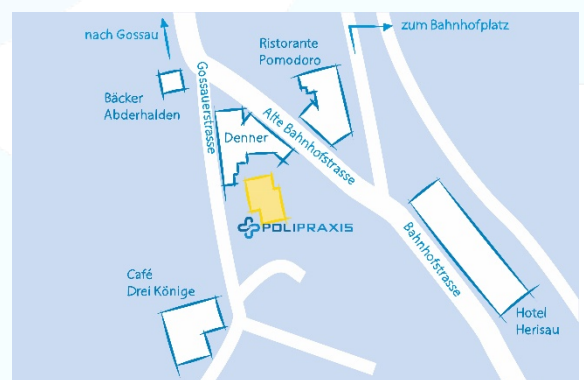 nach Gossau
zum Bahnhofplatz
Ristorante
Pomodoro
Bäcker
Abderhalden
Gossauerstrasse
Denner
Alte Bahnhofstrasse
POLIPRAXIS
Bahnhofstrasse
Café
Drei Könige
Hotel
Herisau